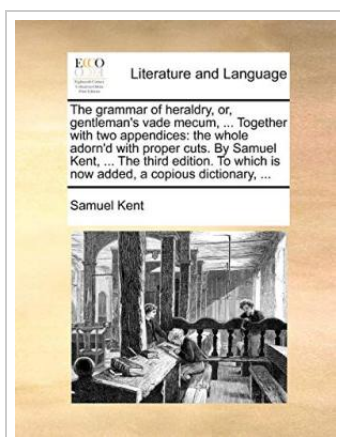 ECCO
Literature and Language
The grammar of heraldry, or,
gentleman's vade mecum, ... Together
with two appendices: the whole
adorn'd with proper cuts. By Samuel
Kent, ... The third edition. To which is
now added, a copious dictionary, ...
Samuel Kent